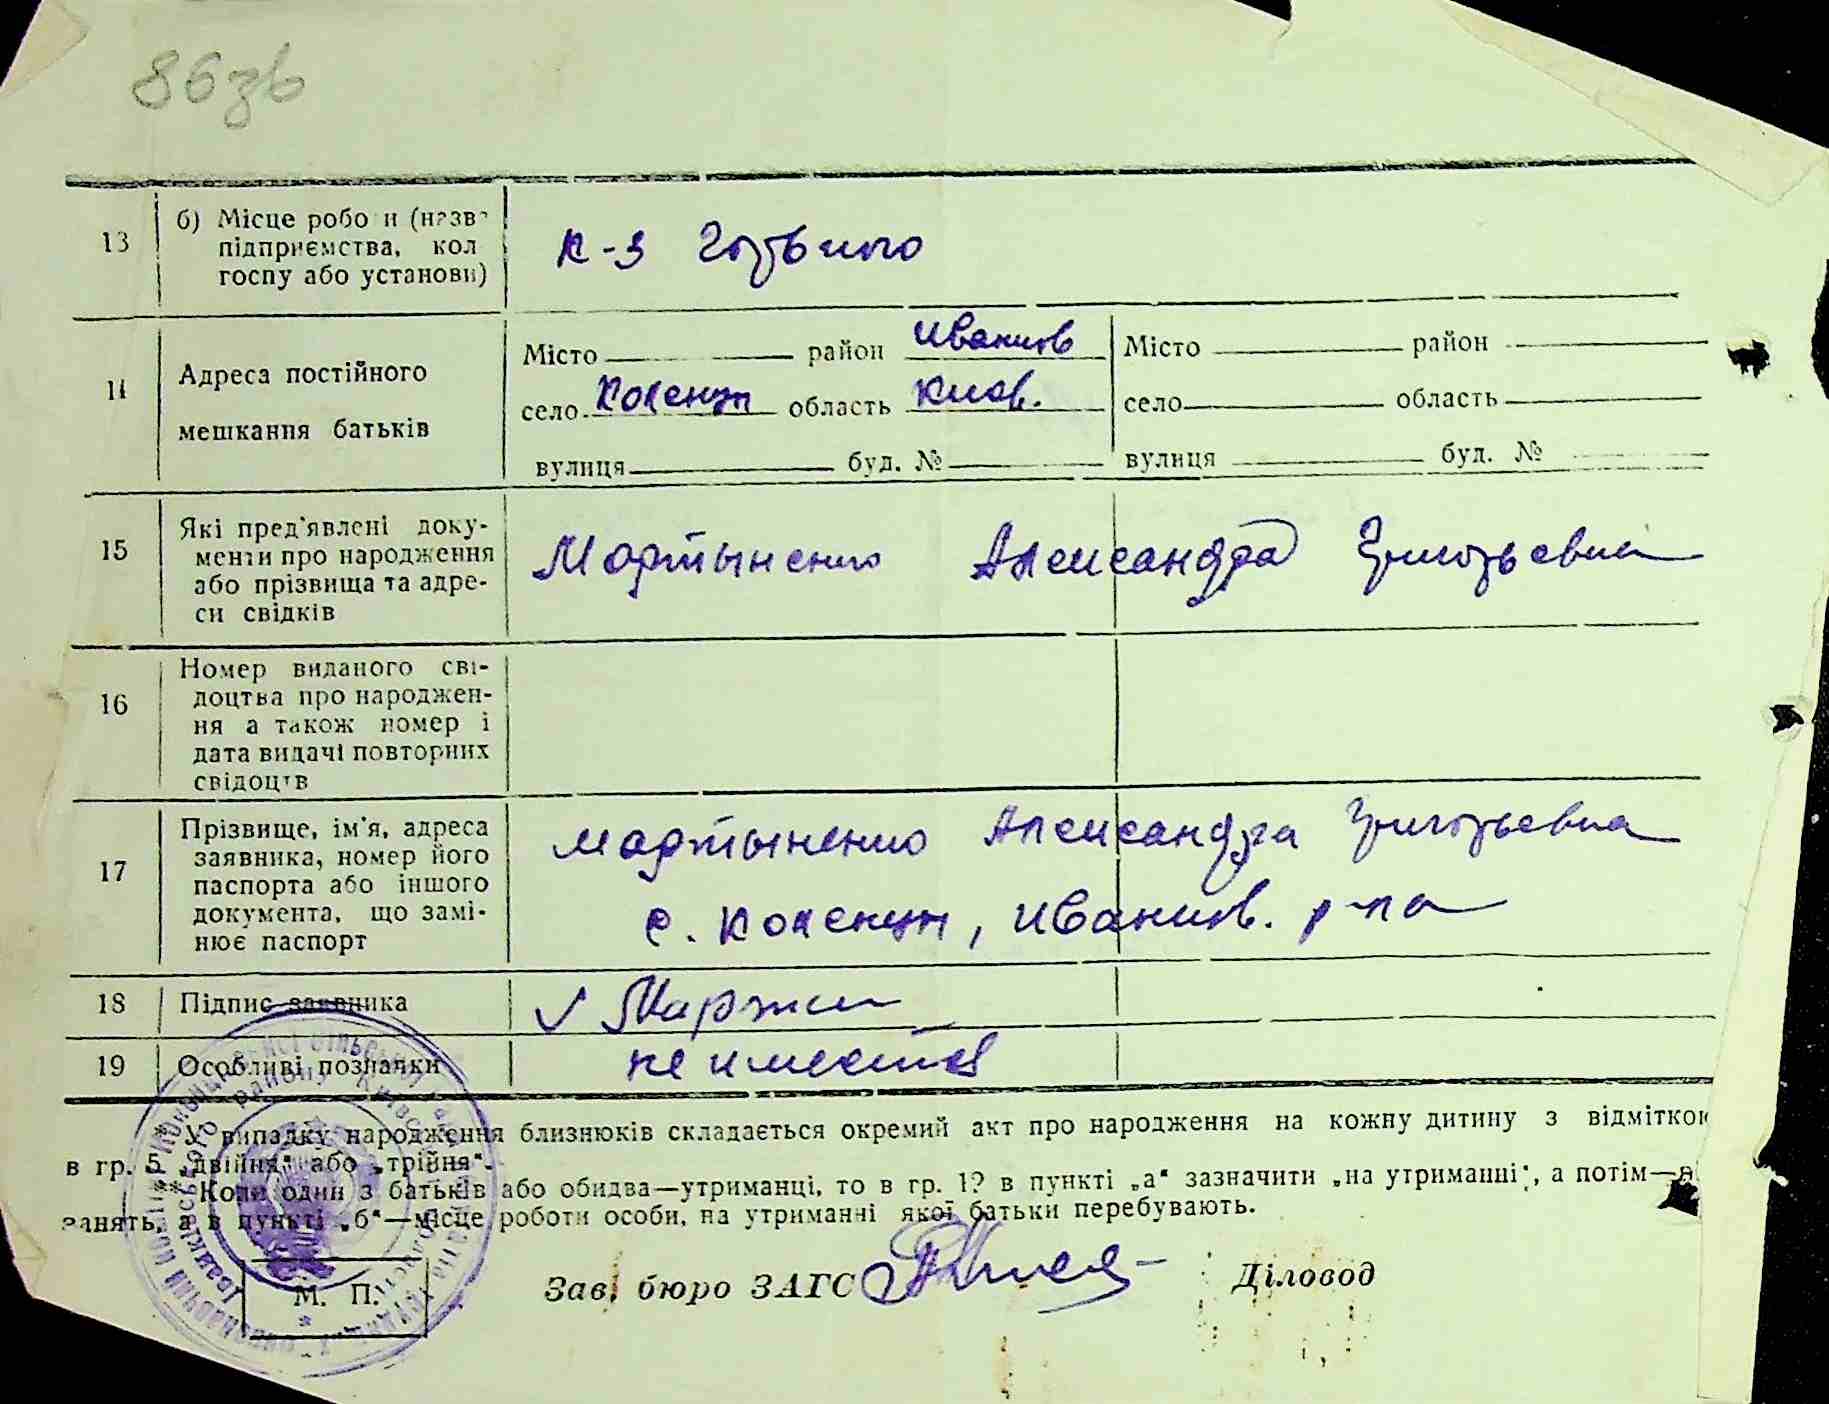 86зв
13
б) Місце робо и (назв
підприємства, кол
госпу або установи)
к-з Горького
14
Адреса постійного
мешкання батьків
Місто район Иванков
село Коленцы область Киев.
вулиця буд. №
Місто район
село область
вулиця буд. №
15
Які пред'явлені доку-
менти про народження
або прізвища та адре-
си свідків
Мартыненко Александра Григорьевна
16
Номер виданого сві-
доцтва про народжен-
ня а також номер і
дата видачі повторних
свідоцтв
17
Прізвище, ім'я, адреса
заявника, номер його
паспорта або іншого
документа, що замі-
нює паспорт
Мартыненко Александра Григорьевна
с. Коленцы, Иванков. р-на
18
Підпис заявника
19
Особливі познапки
не имеется
* У випадку народження близнюків складається окремий акт про народження на кожну дитину з відміткою
в гр. 5 „двійня" або „трійня".
** Коли один з батьків або обидва—утриманці, то в гр. 12 в пункті „а" зазначити „на утриманні", а потім—
занять, а в пункті „б"—місце роботи особи, на утриманні якої батьки перебувають.
М. П.
Зав. бюро ЗАГС
Діловод